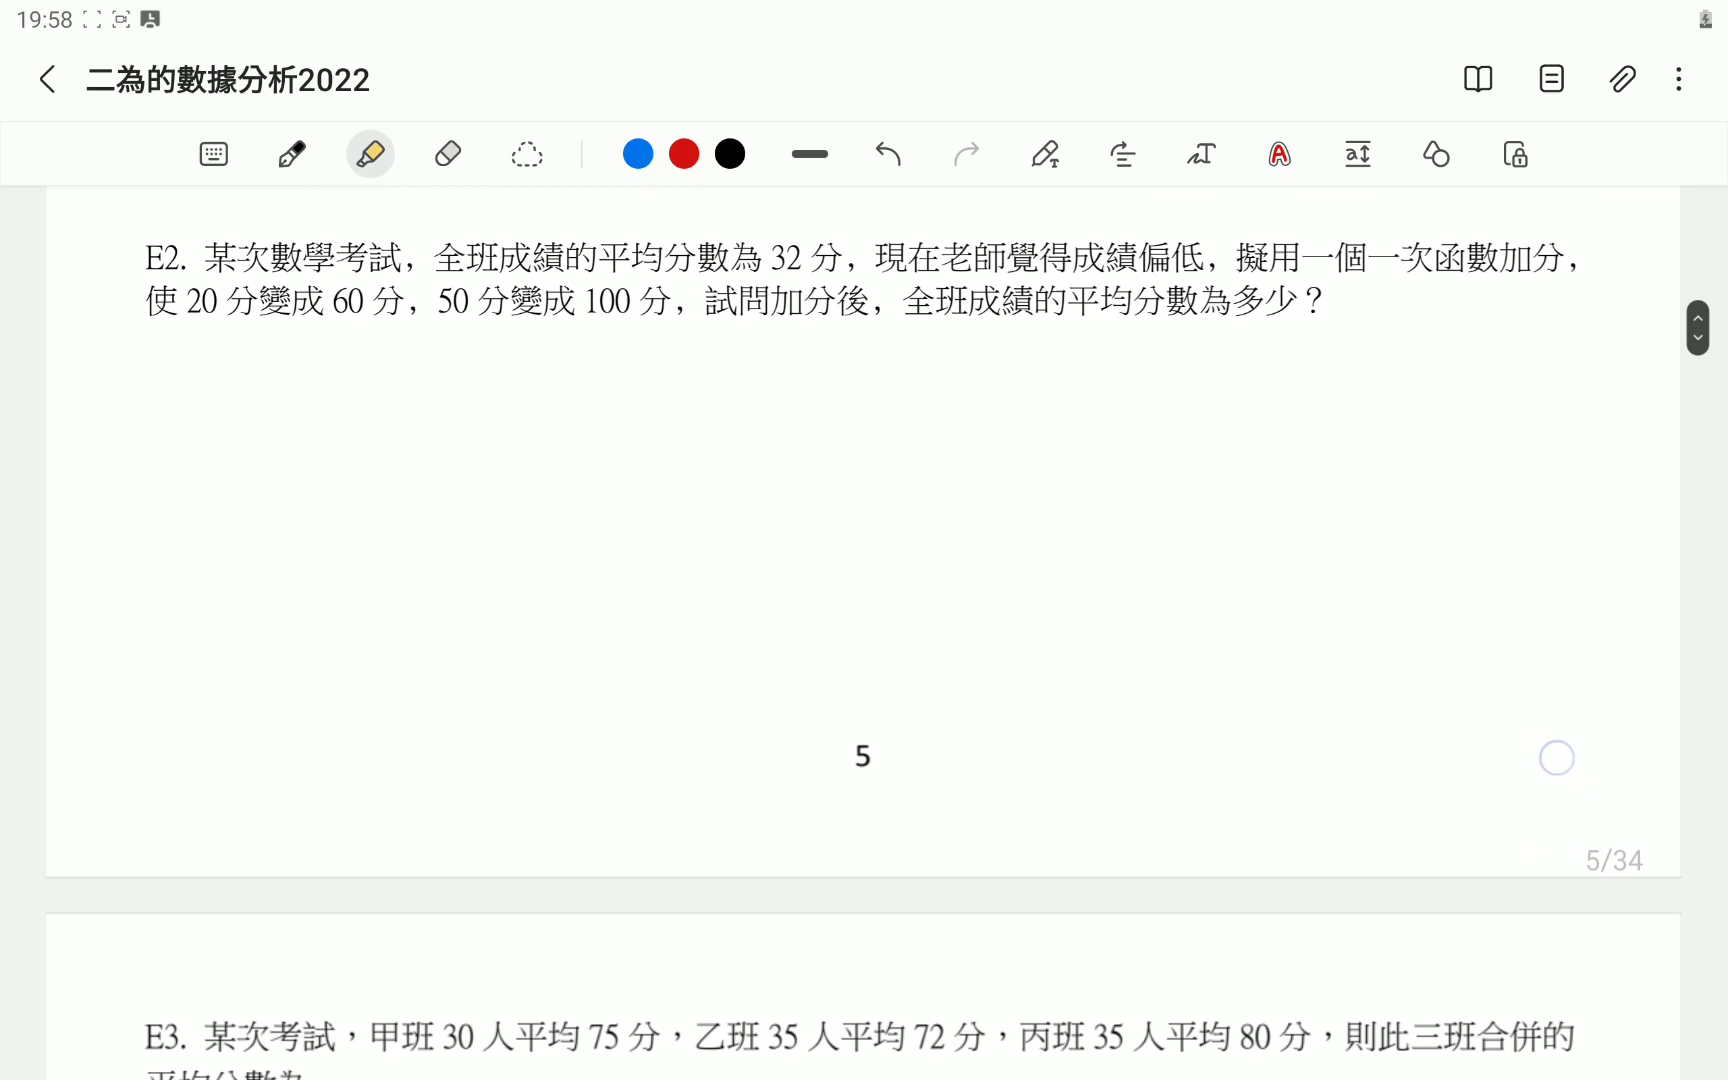 19:58
二為的數據分析2022
E2. 某次數學考試，全班成績的平均分數為 32 分，現在老師覺得成績偏低，擬用一個一次函數加分，
使 20 分變成 60 分，50 分變成 100 分，試問加分後，全班成績的平均分數為多少？
5
5/34
E3. 某次考試，甲班 30 人平均 75 分，乙班 35 人平均 72 分，丙班 35 人平均 80 分，則此三班合併的
平均分數為